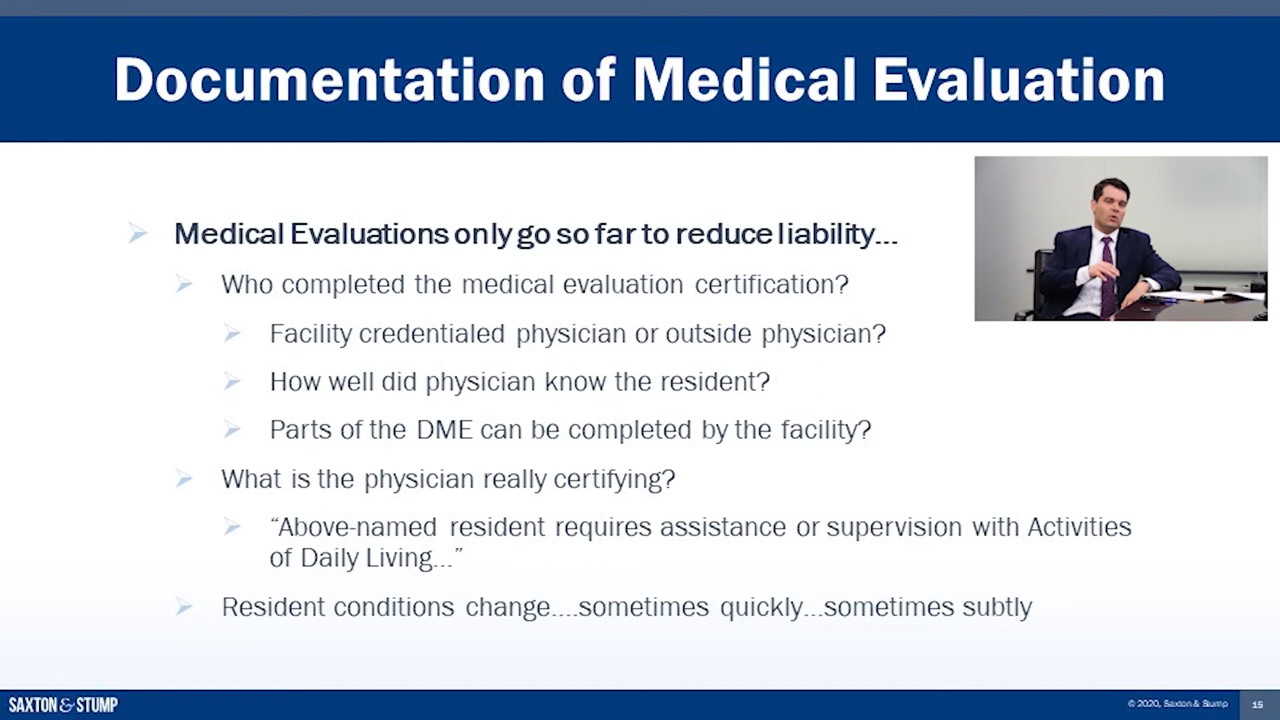 Documentation of Medical Evaluation
Medical Evaluations only go so far to reduce liability...
Who completed the medical evaluation certification?
Facility credentialed physician or outside physician?
How well did physician know the resident?
Parts of the DME can be completed by the facility?
What is the physician really certifying?
“Above-named resident requires assistance or supervision with Activities
of Daily Living...”
Resident conditions change....sometimes quickly...sometimes subtly
SAXTON & STUMP
© 2020, Saxton & Stump
15